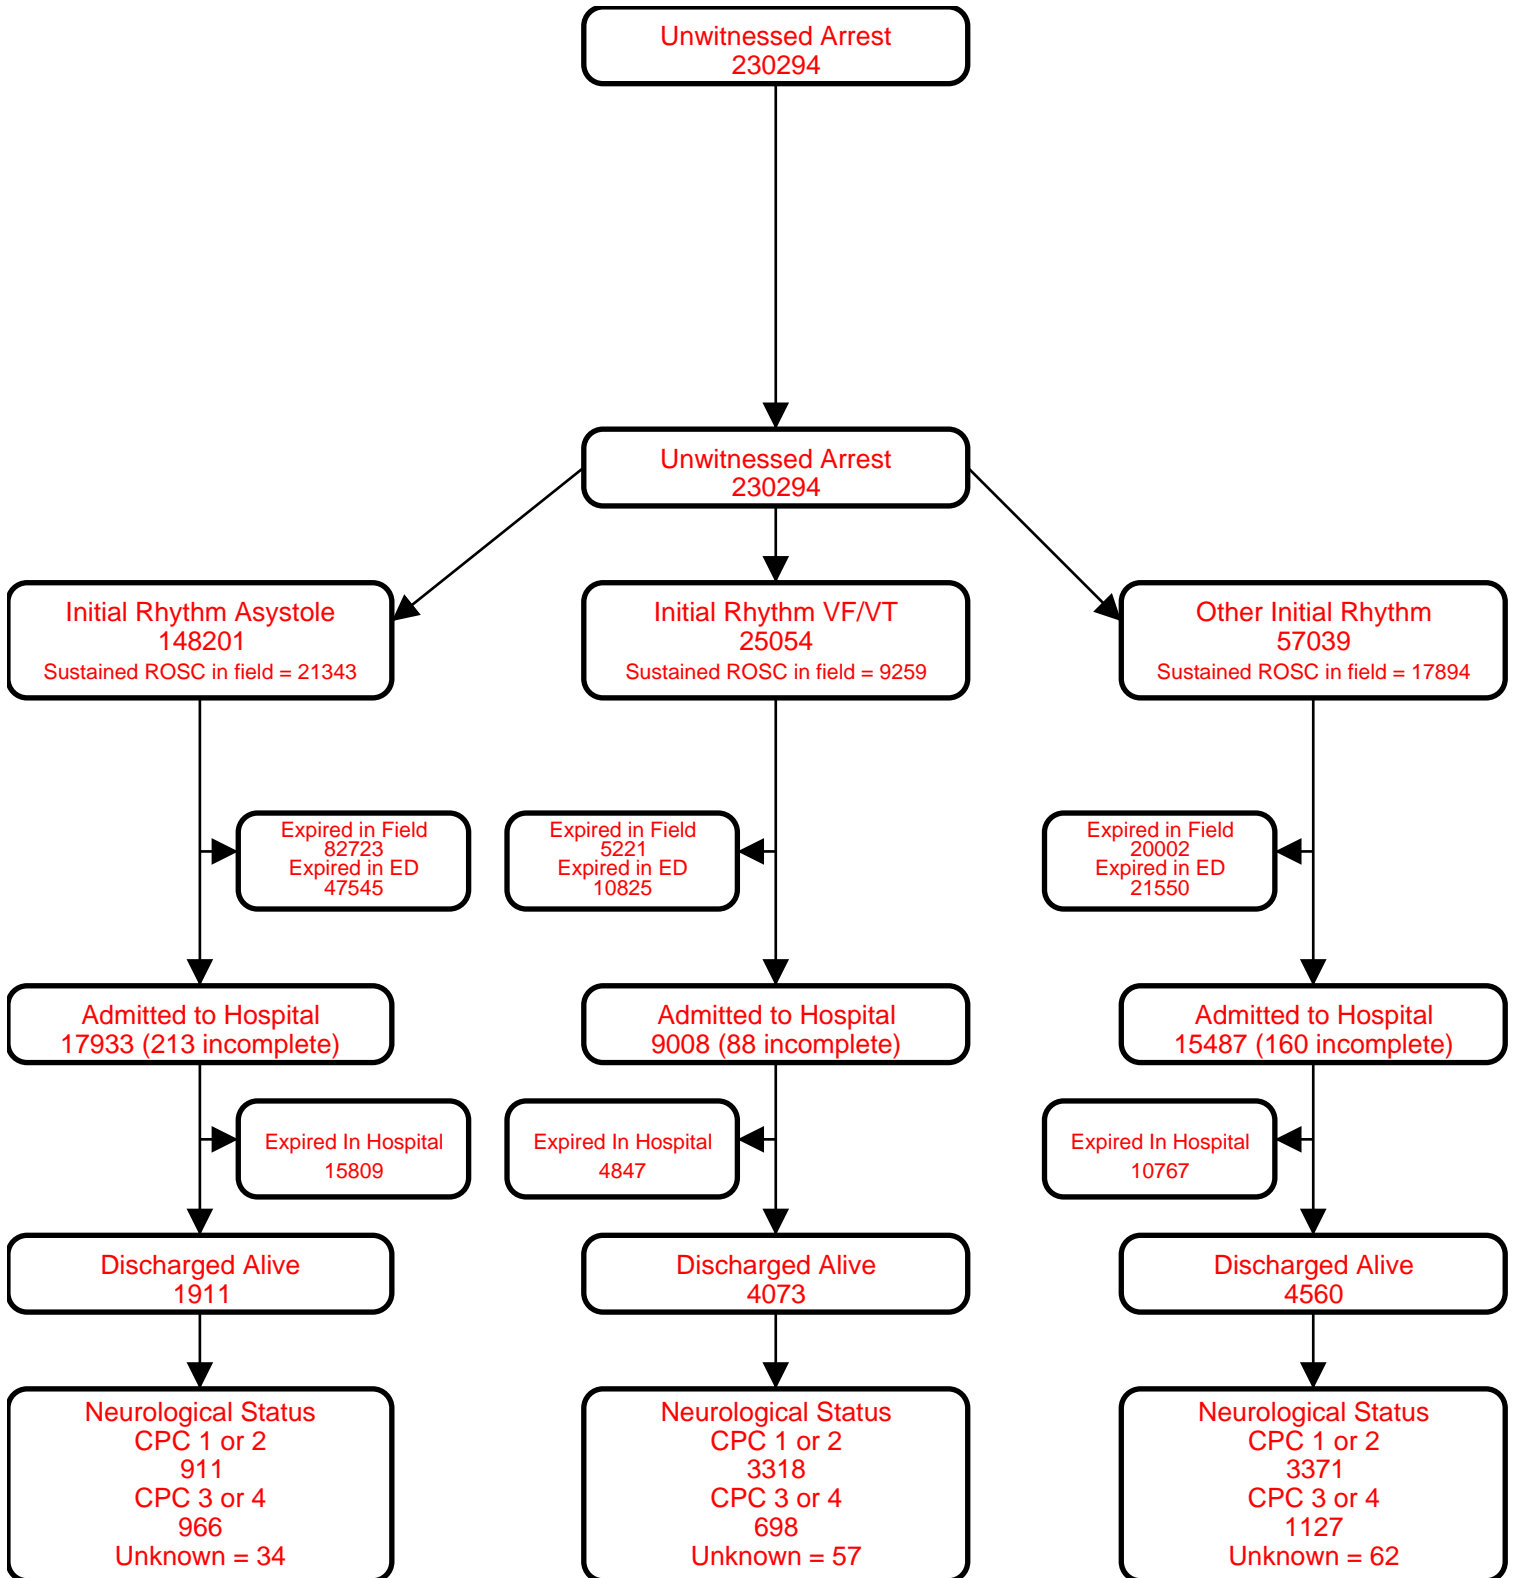 Unwitnessed Arrest
230294
Unwitnessed Arrest
230294
Initial Rhythm Asystole
148201
Sustained ROSC in field = 21343
Initial Rhythm VF/VT
25054
Sustained ROSC in field = 9259
Other Initial Rhythm
57039
Sustained ROSC in field = 17894
Expired in Field
82723
Expired in ED
47545
Expired in Field
5221
Expired in ED
10825
Expired in Field
20002
Expired in ED
21550
Admitted to Hospital
17933 (213 incomplete)
Admitted to Hospital
9008 (88 incomplete)
Admitted to Hospital
15487 (160 incomplete)
Expired In Hospital
15809
Expired In Hospital
4847
Expired In Hospital
10767
Discharged Alive
1911
Discharged Alive
4073
Discharged Alive
4560
Neurological Status
CPC 1 or 2
911
CPC 3 or 4
966
Unknown = 34
Neurological Status
CPC 1 or 2
3318
CPC 3 or 4
698
Unknown = 57
Neurological Status
CPC 1 or 2
3371
CPC 3 or 4
1127
Unknown = 62